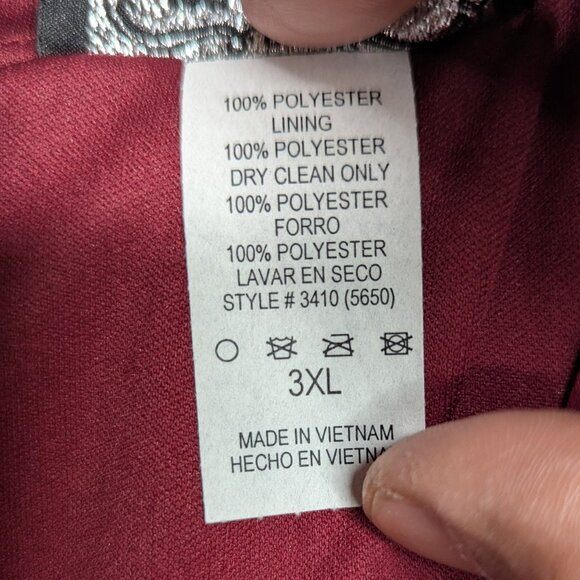 100% POLYESTER
LINING
100% POLYESTER
DRY CLEAN ONLY
100% POLYESTER
FORRO
100% POLYESTER
LAVAR EN SECO
STYLE # 3410 (5650)
3XL
MADE IN VIETNAM
HECHO EN VIETNA